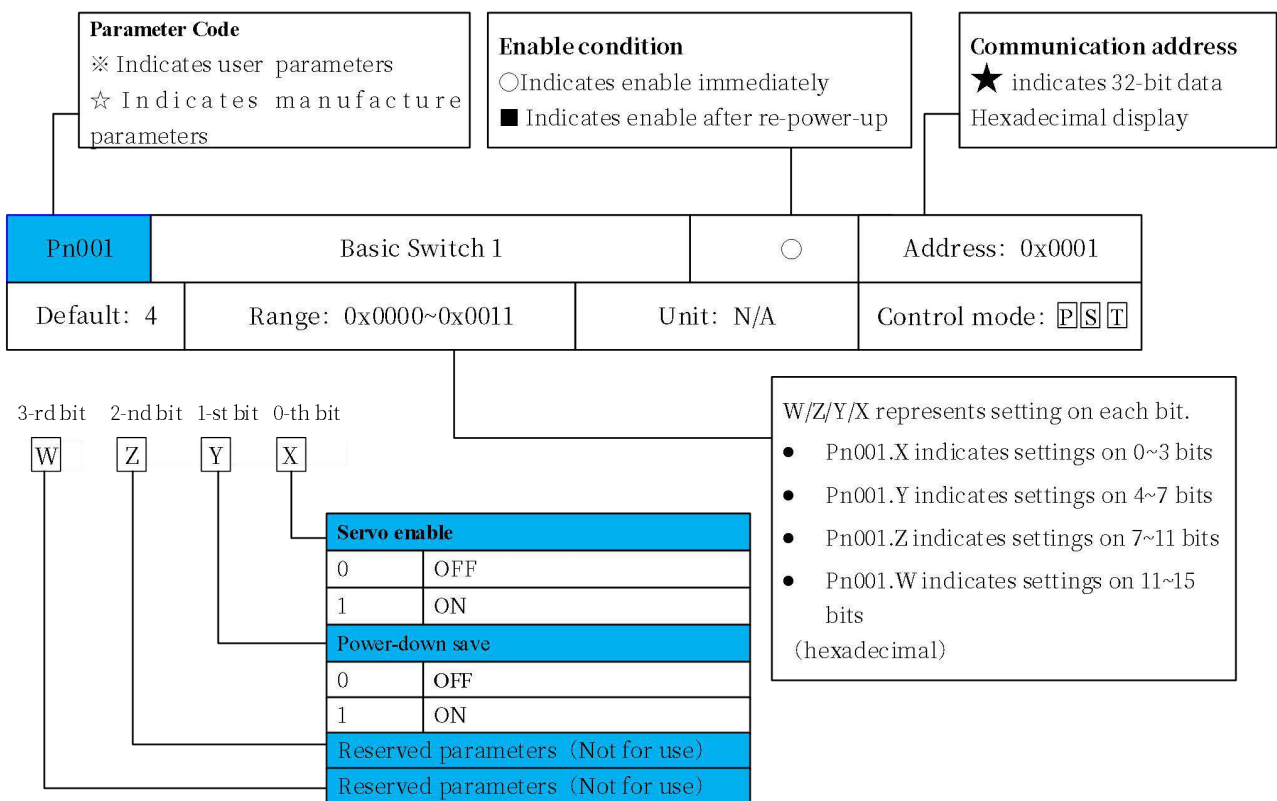 Parameter Code
※ Indicates user parameters
☆ Indicates manufacture
parameters
Enable condition
○Indicates enable immediately
■ Indicates enable after re-power-up
Communication address
★ indicates 32-bit data
Hexadecimal display
Pn001
Basic Switch 1
○
Address: 0x0001
Default: 4
Range: 0x0000~0x0011
Unit: N/A
Control mode: P S T
3-rd bit 2-nd bit 1-st bit 0-th bit
W Z Y X
W/Z/Y/X represents setting on each bit.
● Pn001.X indicates settings on 0~3 bits
● Pn001.Y indicates settings on 4~7 bits
● Pn001.Z indicates settings on 7~11 bits
● Pn001.W indicates settings on 11~15
bits
(hexadecimal)
Servo enable
0 OFF
1 ON
Power-down save
0 OFF
1 ON
Reserved parameters (Not for use)
Reserved parameters (Not for use)